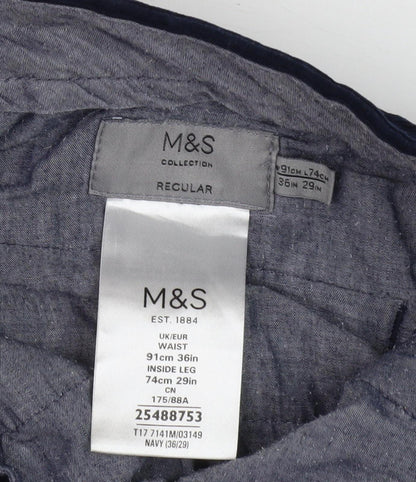 M&S
COLLECTION
REGULAR
91CM L 74CM
36IN 29IN
M&S
EST. 1884
UK/EUR
WAIST
91cm 36in
INSIDE LEG
74cm 29in
CN
175/88A
25488753
T17 7141M/03149
NAVY (36/29)